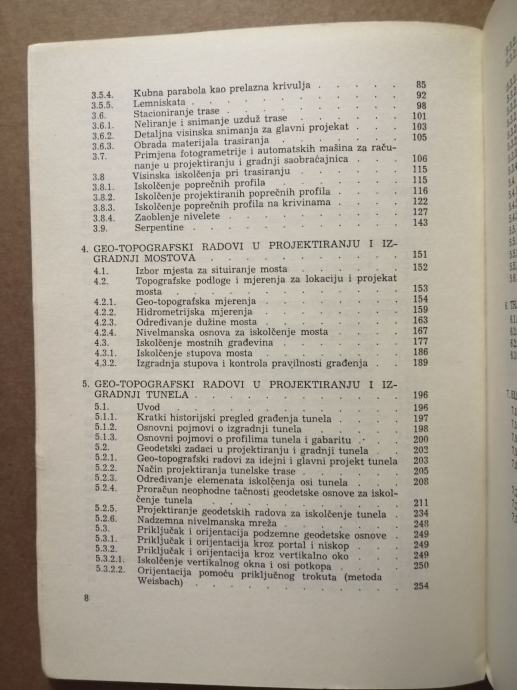 3.5.4. Kubna parabola kao prelazna krivulja . . . . . 85
3.5.5. Lemniskata . . . . . . . . . . 92
3.6. Stacioniranje trase . . . . . . . . 98
3.6.1. Neliranje i snimanje uzduž trase . . . . . 101
3.6.2. Detaljna visinska snimanja za glavni projekat . . . 103
3.6.3. Obrada materijala trasiranja . . . . . . 105
3.7. Primjena fotogrametrije i automatskih mašina za raču-
nanje u projektiranju i gradnji saobraćajnica . . . 106
3.8 Visinska iskolčenja pri trasiranju . . . . . 115
3.8.1. Iskolčenje poprečnih profila . . . . . . 115
3.8.2. Iskolčenje projektiranih poprečnih profila . . . . 116
3.8.3. Iskolčenje poprečnih profila na krivinama . . . . 122
3.8.4. Zaoblenje nivelete . . . . . . . . 127
3.9. Serpentine . . . . . . . . . . 143
4. GEO-TOPOGRAFSKI RADOVI U PROJEKTIRANJU I IZ-
GRADNJI MOSTOVA . . . . . . . . . 151
4.1. Izbor mjesta za situiranje mosta . . . . . 152
4.2. Topografske podloge i mjerenja za lokaciju i projekat
mosta . . . . . . . . . . . 153
4.2.1. Geo-topografska mjerenja . . . . . . 154
4.2.2. Hidrometrijska mjerenja . . . . . . . 159
4.2.3. Određivanje dužine mosta . . . . . . 163
4.2.4. Nivelmanska osnova za iskolčenje mosta . . . . 167
4.3. Iskolčenje mostnih građevina . . . . . . 177
4.3.1. Iskolčenje stupova mosta . . . . . . 186
4.3.2. Izgradnja stupova i kontrola pravilnosti građenja . . 189
5. GEO-TOPOGRAFSKI RADOVI U PROJEKTIRANJU I IZ-
GRADNJI TUNELA . . . . . . . . . 196
5.1. Uvod . . . . . . . . . . . 196
5.1.1. Kratki historijski pregled građenja tunela . . . . 197
5.1.2. Osnovni pojmovi o izgradnji tunela . . . . . 198
5.1.3. Osnovni pojmovi o profilima tunela i gabaritu . . . 200
5.2. Geodetski zadaci u projektiranju i gradnji tunela . . 202
5.2.1. Geo-topografski radovi za idejni i glavni projekt tunela 203
5.2.2. Način projektiranja tunelske trase . . . . . 205
5.2.3. Određivanje elemenata iskolčenja osi tunela . . . 208
5.2.4. Proračun neophodne tačnosti geodetske osnove za iskol-
čenje tunela . . . . . . . . . 211
5.2.5. Projektiranje geodetskih radova za iskolčenje tunela . 234
5.2.6. Nadzemna nivelmanska mreža . . . . . . 248
5.3. Priključak i orijentacija podzemne geodetske osnove . 249
5.3.1. Priključak i orijentacija kroz portal i niskop . . . 249
5.3.2. Priključak i orijentacija kroz vertikalno oko . . . 249
5.3.2.1. Iskolčenje vertikalnog okna i osi potkopa . . . . 250
5.3.2.2. Orijentacija pomoću priključnog trokuta (metoda
Weisbach) . . . . . . . . . . 254
8